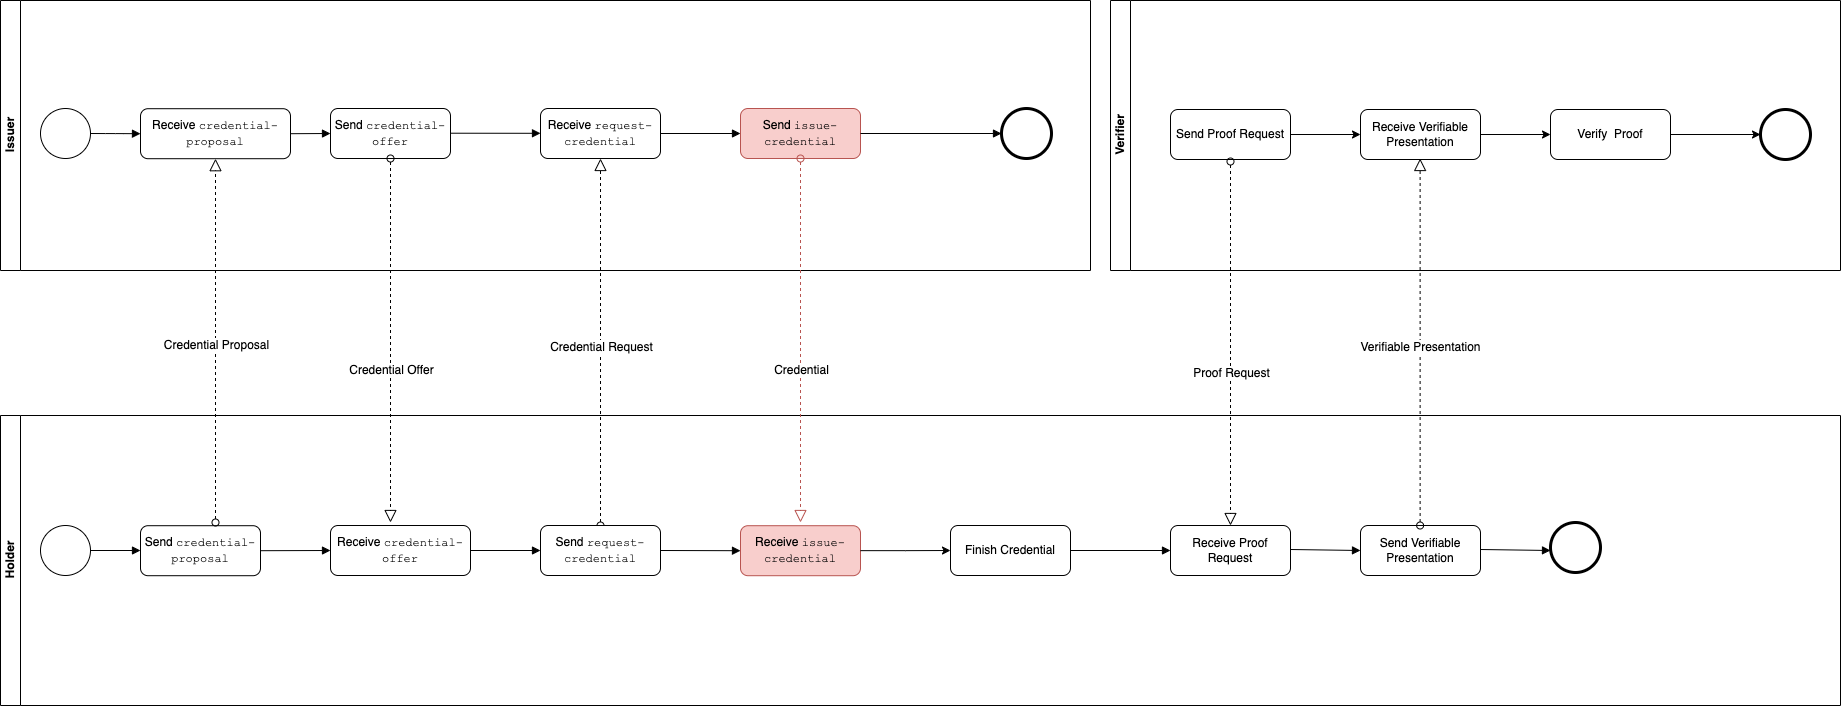 Issuer
Receive credential-
proposal
Send credential-
offer
Receive request-
credential
Send issue-
credential
Verifier
Send Proof Request
Receive Verifiable
Presentation
Verify  Proof
Credential Proposal
Credential Offer
Credential Request
Credential
Proof Request
Verifiable Presentation
Holder
Send credential-
proposal
Receive credential-
offer
Send request-
credential
Receive issue-
credential
Finish Credential
Receive Proof
Request
Send Verifiable
Presentation